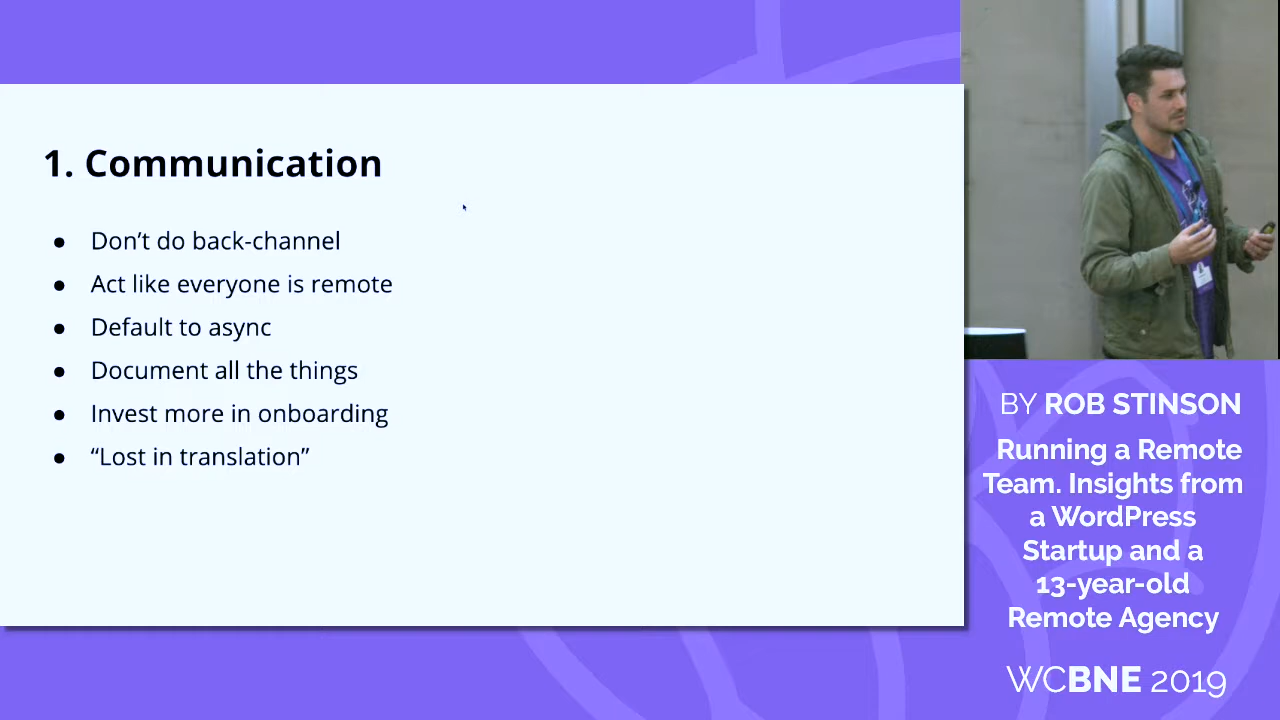 1. Communication
● Don’t do back-channel
● Act like everyone is remote
● Default to async
● Document all the things
● Invest more in onboarding
● “Lost in translation”
BY ROB STINSON
Running a Remote
Team. Insights from
a WordPress
Startup and a
13-year-old
Remote Agency
WCBNE 2019